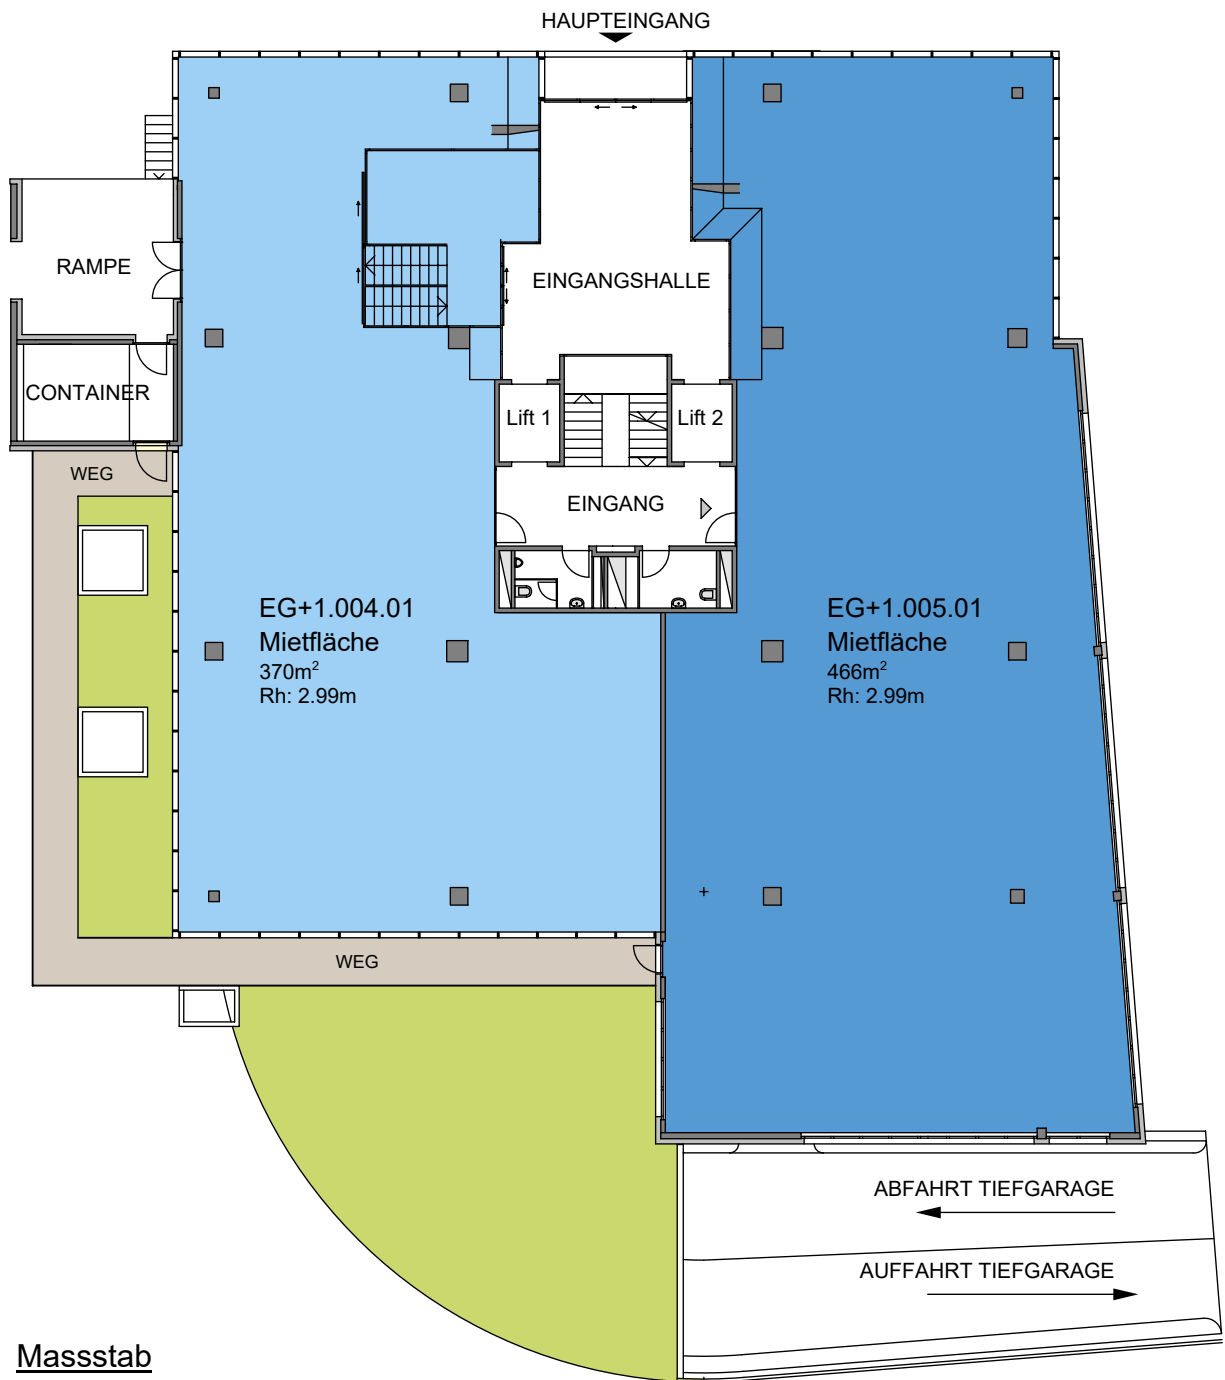 HAUPTEINGANG
RAMPE
EINGANGSHALLE
CONTAINER
Lift 1
Lift 2
WEG
EINGANG
EG+1.004.01
Mietfläche
370m²
Rh: 2.99m
EG+1.005.01
Mietfläche
466m²
Rh: 2.99m
WEG
ABFAHRT TIEFGARAGE
AUFFAHRT TIEFGARAGE
Massstab